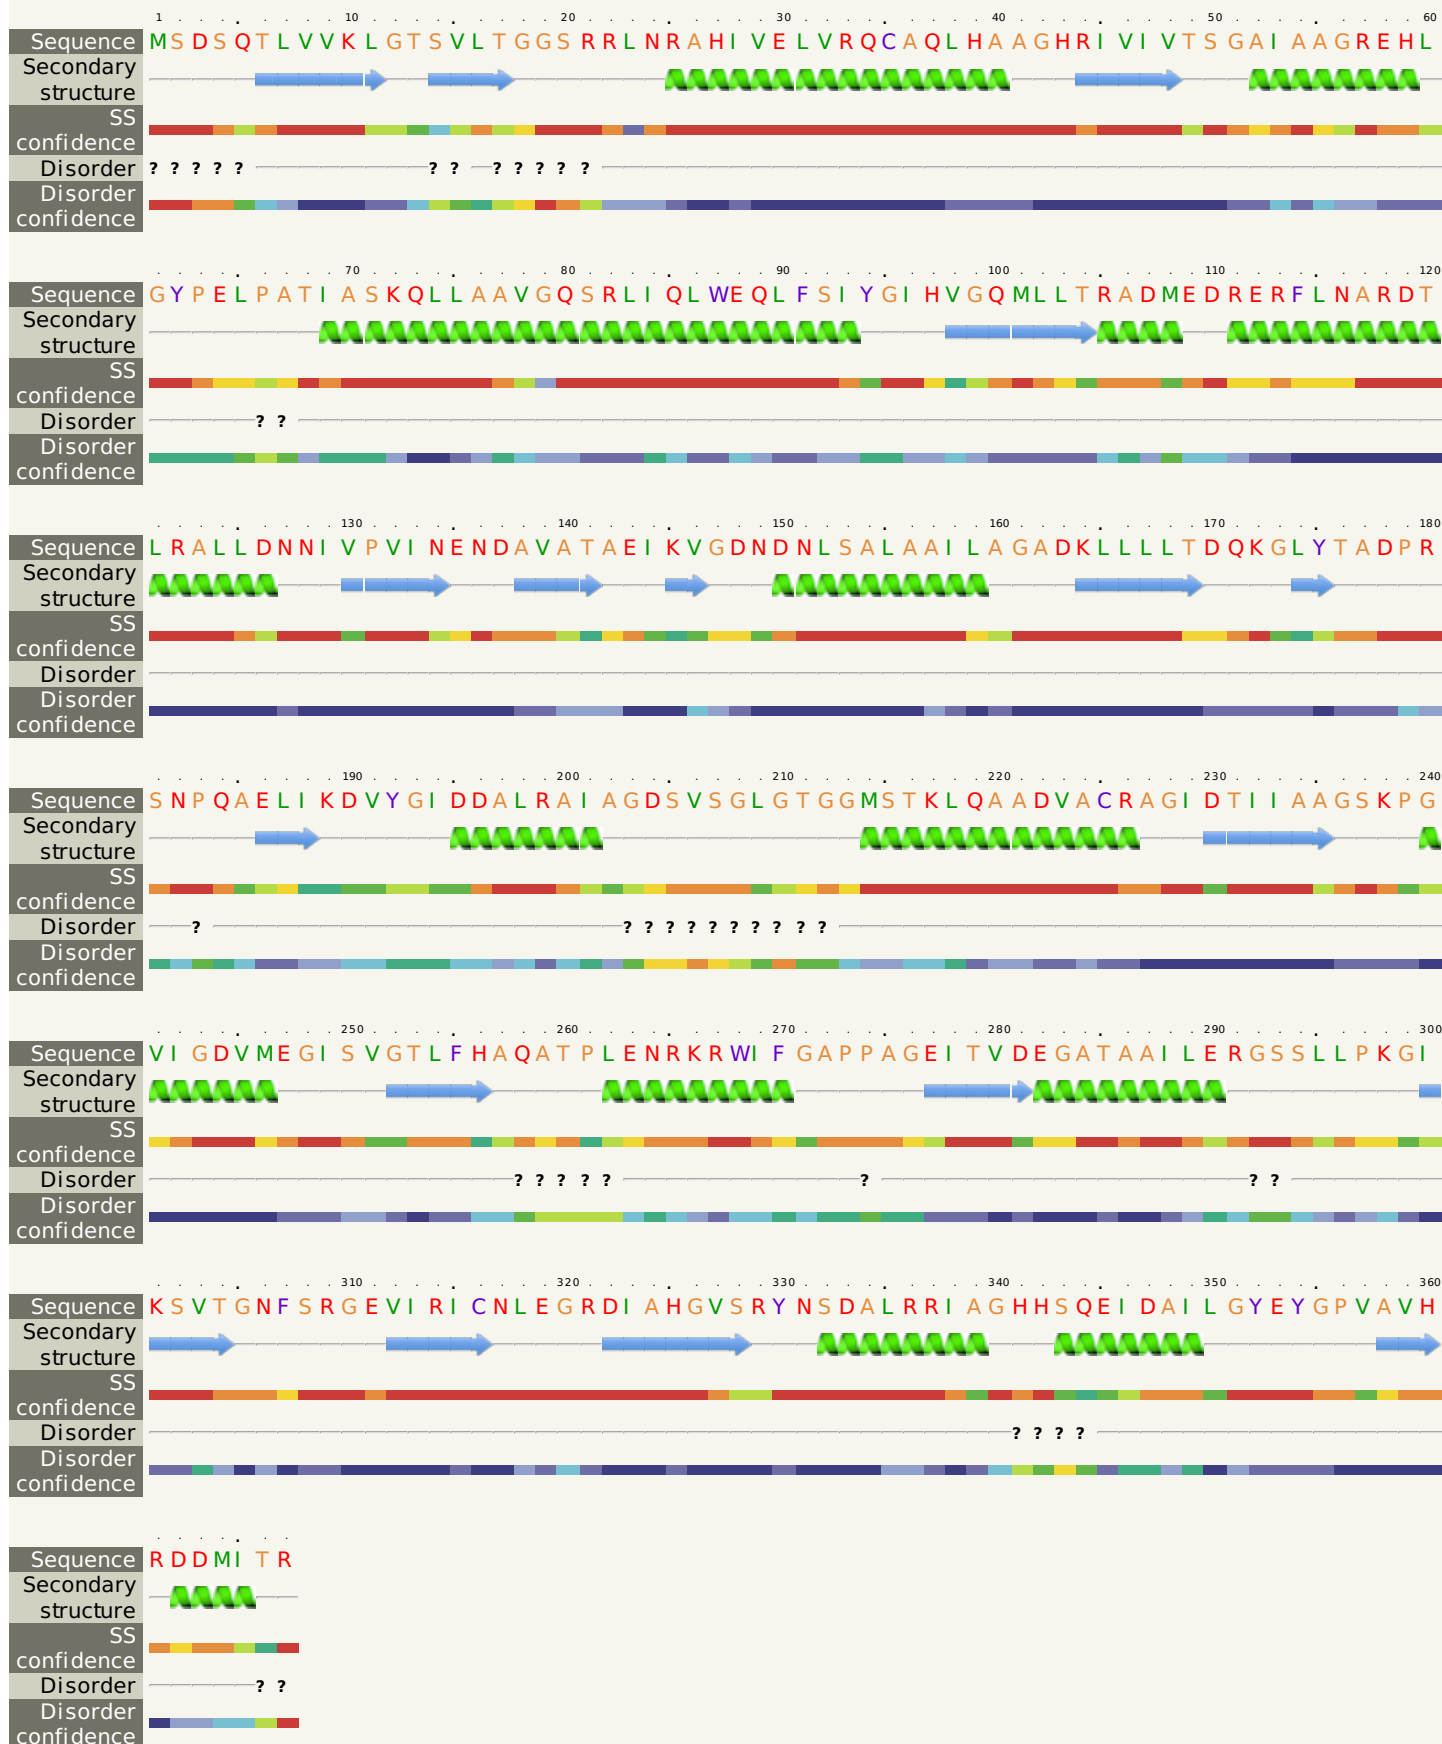 1 . . . . . . . . 10 . . . . . . . . . 20 . . . . . . . . . 30 . . . . . . . . . 40 . . . . . . . . . 50 . . . . . . . . . 60
Sequence MSDSQTLVVKLGTSVLTGGSRRLNRAHIVELVRQCAQLHAAGHRIVIVTSGAIAAGREHL
Secondary
structure
SS
confidence
Disorder ? ? ? ? ? ? ? ? ? ? ? ?
Disorder
confidence
. . . . . . . . . 70 . . . . . . . . . 80 . . . . . . . . . 90 . . . . . . . . . 100 . . . . . . . . . 110 . . . . . . . . . 120
Sequence GYPELPATIASKQLLAAVGQSRLIQLWEQLFSIYGIHVGQMLLTRADMEDRERFLNARDT
Secondary
structure
SS
confidence
Disorder ? ?
Disorder
confidence
. . . . . . . . . 130 . . . . . . . . . 140 . . . . . . . . . 150 . . . . . . . . . 160 . . . . . . . . . 170 . . . . . . . . . 180
Sequence LRALLDNNIVPVINENDAVATAEIKVGDNDNLSALAAILAGADKLLLLTDQKGLYTADPR
Secondary
structure
SS
confidence
Disorder
Disorder
confidence
. . . . . . . . . 190 . . . . . . . . . 200 . . . . . . . . . 210 . . . . . . . . . 220 . . . . . . . . . 230 . . . . . . . . . 240
Sequence SNPQAELIKDVYGIDDALRAIAGDSVSGLGTGGMSTKLQAADVACRAGIDTIIAAGSKPG
Secondary
structure
SS
confidence
Disorder ? ? ? ? ? ? ? ? ? ? ?
Disorder
confidence
. . . . . . . . . 250 . . . . . . . . . 260 . . . . . . . . . 270 . . . . . . . . . 280 . . . . . . . . . 290 . . . . . . . . . 300
Sequence VIGDVMEGISVGTLFHAQATPLENRKRWIFGAPPAGEITVDEGATAAILERGSSLLPKGI
Secondary
structure
SS
confidence
Disorder ? ? ? ? ? ? ? ?
Disorder
confidence
. . . . . . . . . 310 . . . . . . . . . 320 . . . . . . . . . 330 . . . . . . . . . 340 . . . . . . . . . 350 . . . . . . . . . 360
Sequence KSVTGNFSRGEVIRICNLEGRDIAHGVSRYNSDALRRIAGHHSQEIDAILGYEYGPVAVH
Secondary
structure
SS
confidence
Disorder ? ? ? ?
Disorder
confidence
. . . . . . .
Sequence RDDMITR
Secondary
structure
SS
confidence
Disorder ? ?
Disorder
confidence